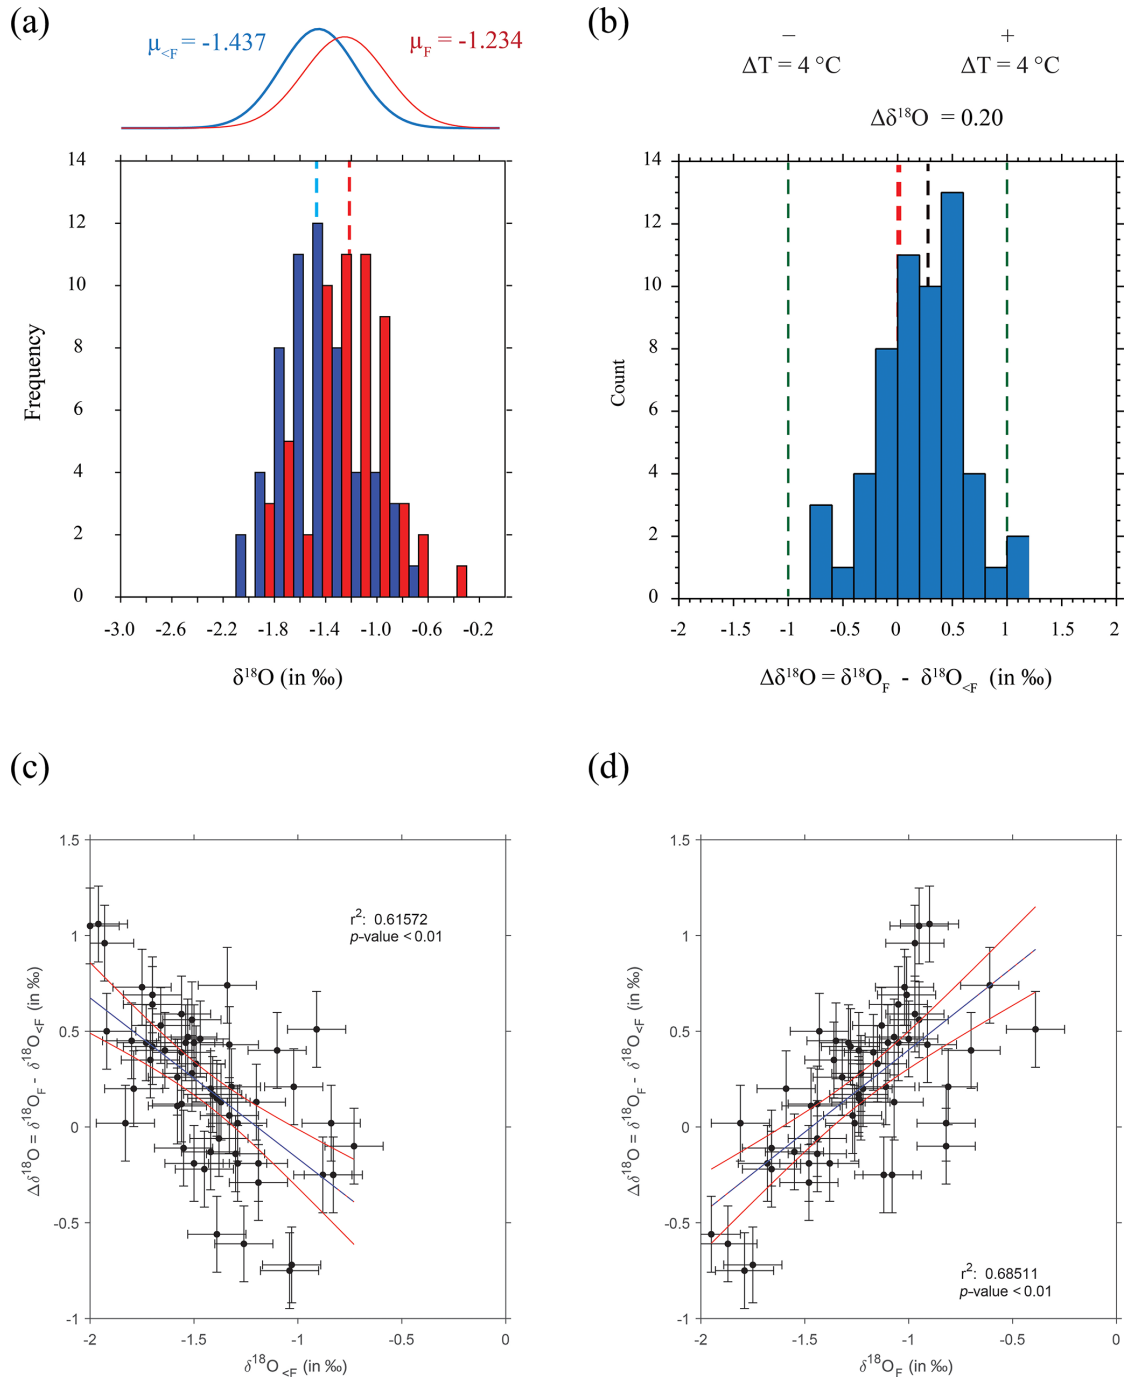 (a)
μ<F = -1.437
μF = -1.234
14
12
10
8
6
4
2
0
Frequency
-3.0 -2.6 -2.2 -1.8 -1.4 -1.0 -0.6 -0.2
δ¹⁸O (in ‰)
(b)
– +
ΔT = 4 °C ΔT = 4 °C
Δδ¹⁸O = 0.20
14
12
10
8
6
4
2
0
Count
-2 -1.5 -1 -0.5 0 0.5 1 1.5 2
Δδ¹⁸O = δ¹⁸OF - δ¹⁸O<F (in ‰)
(c)
1.5
1
0.5
0
-0.5
-1
Δδ¹⁸O = δ¹⁸OF - δ¹⁸O<F (in ‰)
r²: 0.61572
p-value < 0.01
-2 -1.5 -1 -0.5 0
δ¹⁸O<F (in ‰)
(d)
1.5
1
0.5
0
-0.5
-1
Δδ¹⁸O = δ¹⁸OF - δ¹⁸O<F (in ‰)
r²: 0.68511
p-value < 0.01
-2 -1.5 -1 -0.5 0
δ¹⁸OF (in ‰)